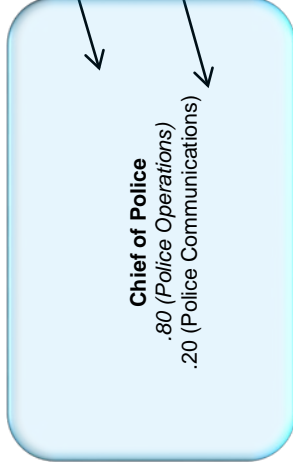 Chief of Police
.80 (Police Operations)
.20 (Police Communications)